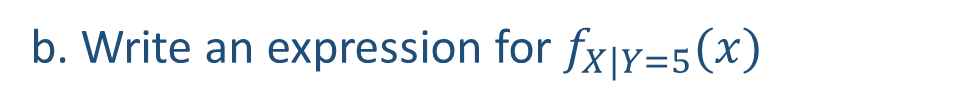 b. Write an expression for $f_{X|Y=5}(x)$